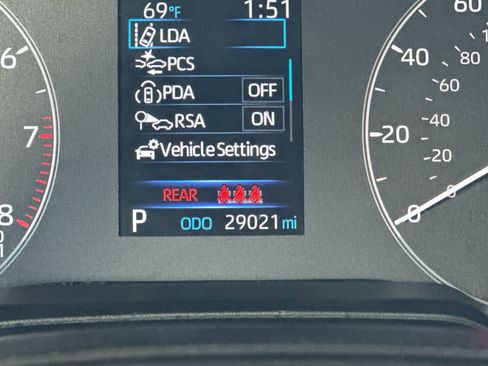 69°F 1:51
LDA
PCS
PDA OFF
RSA ON
Vehicle Settings
REAR
P ODO 29021 mi
6
7
8
60
80
40
60
20
40
20
0
0